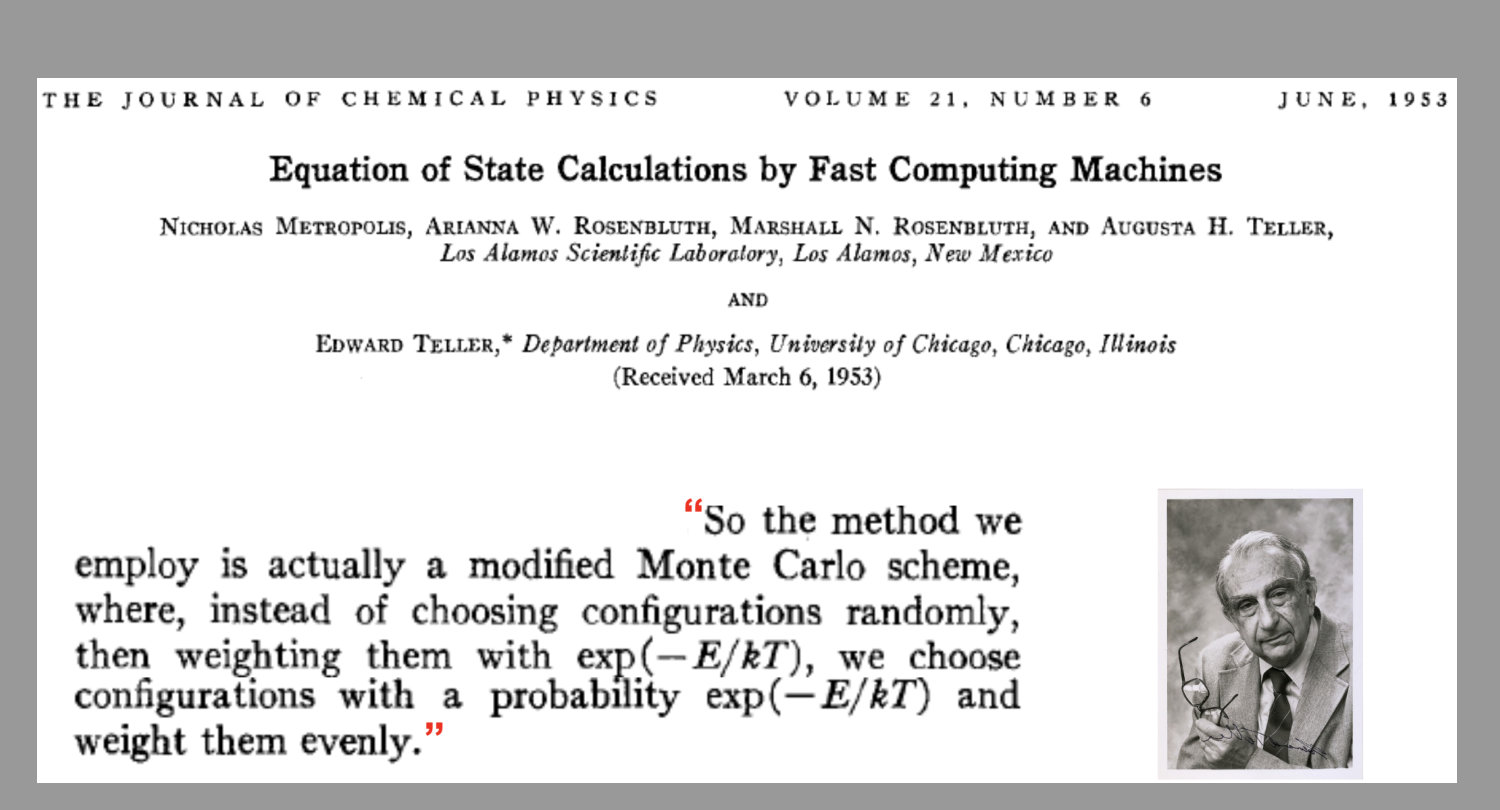 THE JOURNAL OF CHEMICAL PHYSICS VOLUME 21, NUMBER 6 JUNE, 1953
Equation of State Calculations by Fast Computing Machines
NICHOLAS METROPOLIS, ARIANNA W. ROSENBLUTH, MARSHALL N. ROSENBLUTH, AND AUGUSTA H. TELLER,
Los Alamos Scientific Laboratory, Los Alamos, New Mexico
AND
EDWARD TELLER,* Department of Physics, University of Chicago, Chicago, Illinois
(Received March 6, 1953)
“So the method we
employ is actually a modified Monte Carlo scheme,
where, instead of choosing configurations randomly,
then weighting them with exp(−E/kT), we choose
configurations with a probability exp(−E/kT) and
weight them evenly.”